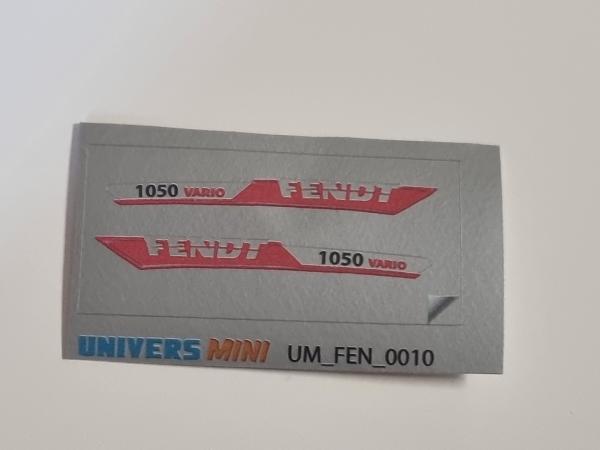 1050 VARIO FENDT
FENDT 1050 VARIO
UNIVERS MINI UM_FEN_0010